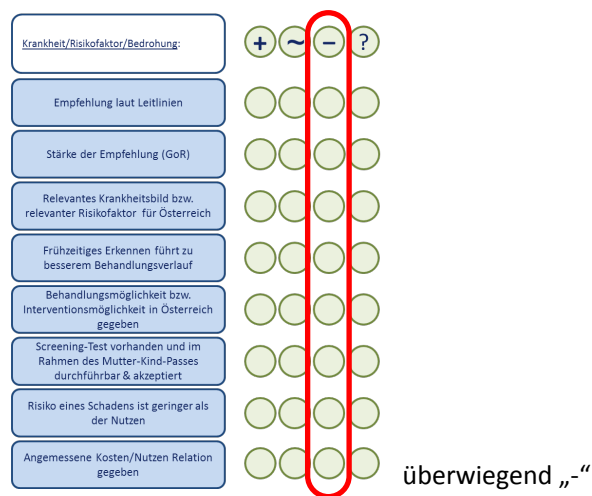 Krankheit/Risikofaktor/Bedrohung:
+ ~ – ?
Empfehlung laut Leitlinien
Stärke der Empfehlung (GoR)
Relevantes Krankheitsbild bzw.
relevanter Risikofaktor für Österreich
Frühzeitiges Erkennen führt zu
besserem Behandlungsverlauf
Behandlungsmöglichkeit bzw.
Interventionsmöglichkeit in Österreich
gegeben
Screening-Test vorhanden und im
Rahmen des Mutter-Kind-Passes
durchführbar & akzeptiert
Risiko eines Schadens ist geringer als
der Nutzen
Angemessene Kosten/Nutzen Relation
gegeben
überwiegend „-“